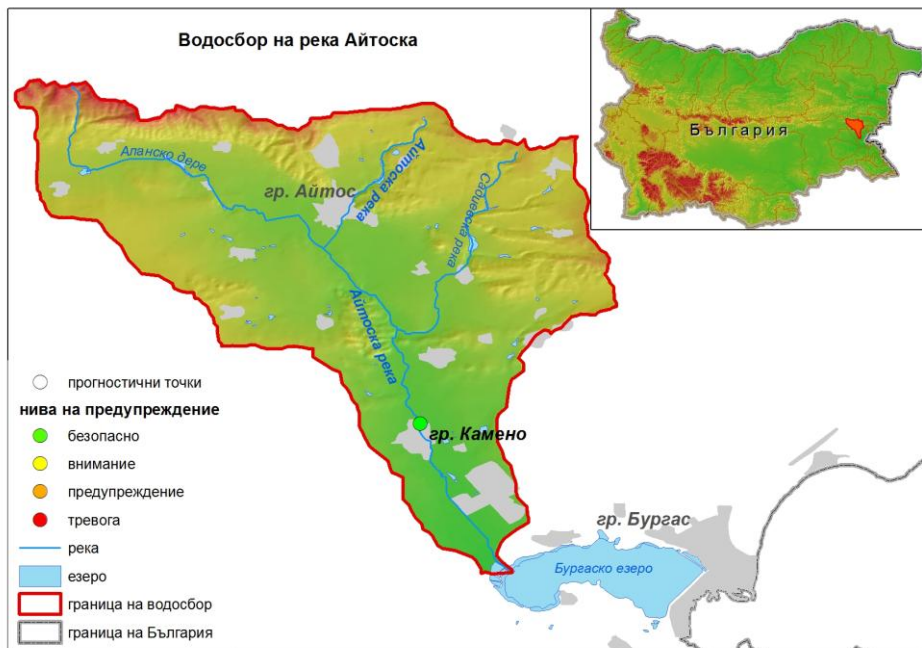 Водосбор на река Айтоска
България
Аланско дере
Айтоска река
Садиевска река
гр. Айтос
Айтоска река
гр. Камено
гр. Бургас
Бургаско езеро
прогностични точки
нива на предупреждение
безопасно
внимание
предупреждение
тревога
река
езеро
граница на водосбор
граница на България